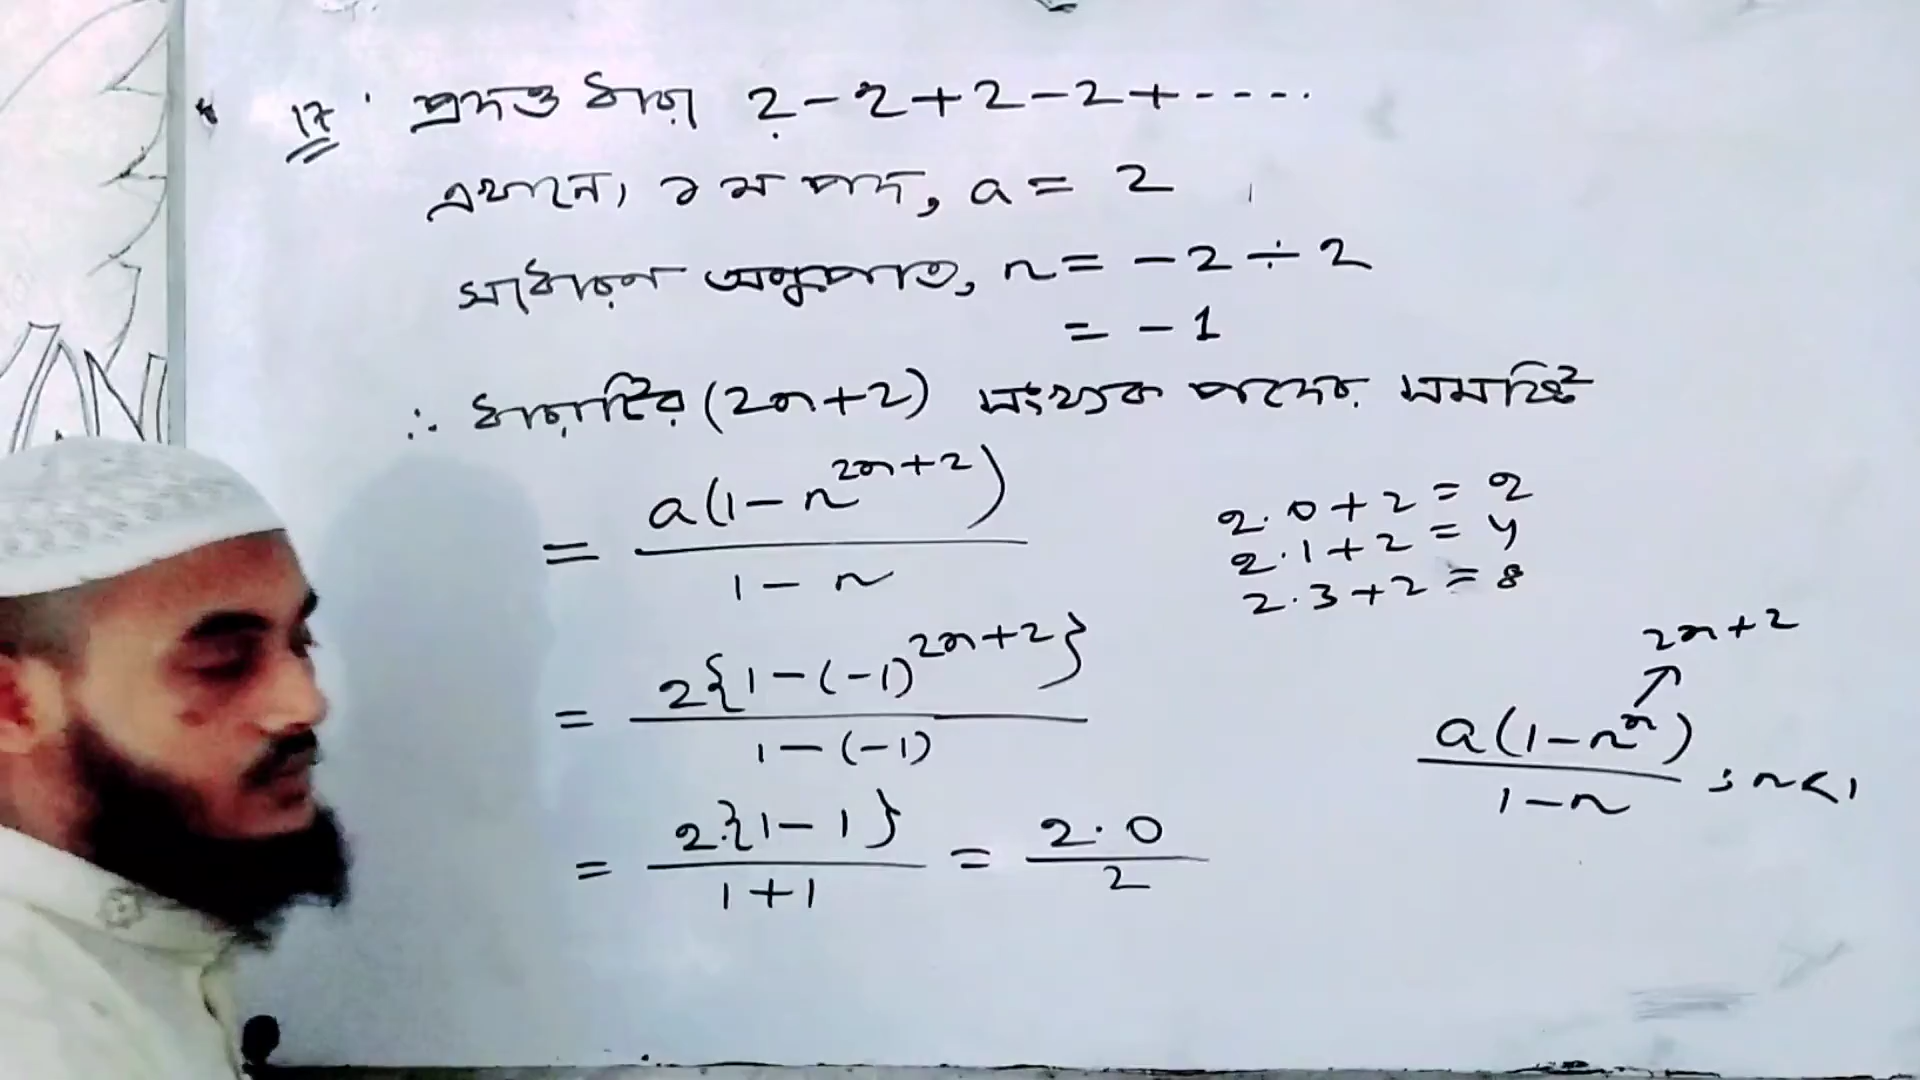 17. প্রদত্ত ধারা 2-2+2-2+----
এখানে, ১ম পদ, a = 2
সাধারণ অনুপাত, r = -2 ÷ 2
= -1
∴ ধারাটির (2n+2) সংখ্যক পদের সমষ্টি
= a(1-r^{2n+2}) / 1-r
2.0+2 = 2
2.1+2 = 4
2.3+2 = 8
= 2{1-(-1)^{2n+2}} / 1-(-1)
2n+2
a(1-r^n) / 1-r ; r<1
= 2.{1-1} / 1+1 = 2.0 / 2